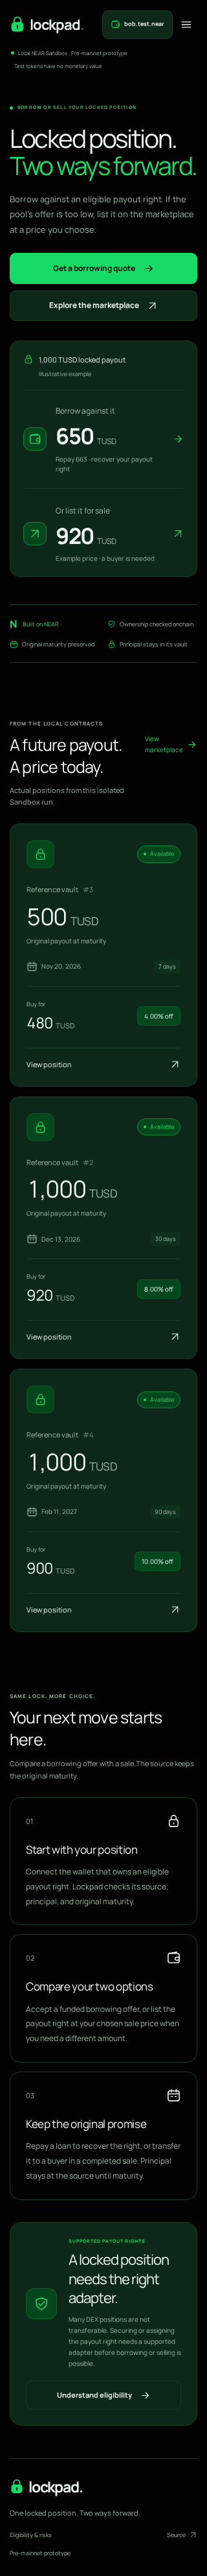 lockpad.
bob.test.near
Local NEAR Sandbox · Pre-mainnet prototype
Test tokens have no monetary value
BORROW OR SELL YOUR LOCKED POSITION
Locked position.
Two ways forward.
Borrow against an eligible payout right. If the
pool's offer is too low, list it on the marketplace
at a price you choose.
Get a borrowing quote
Explore the marketplace
1,000 TUSD locked payout
Illustrative example
Borrow against it
650 TUSD
Repay 663 · recover your payout
right
Or list it for sale
920 TUSD
Example price · a buyer is needed
Built on NEAR
Ownership checked onchain
Original maturity preserved
Principal stays in its vault
FROM THE LOCAL CONTRACTS
A future payout.
A price today.
View
marketplace
Actual positions from this isolated
Sandbox run.
Available
Reference vault #3
500 TUSD
Original payout at maturity
Nov 20, 2026
7 days
Buy for
480 TUSD
4.00% off
View position
Available
Reference vault #2
1,000 TUSD
Original payout at maturity
Dec 13, 2026
30 days
Buy for
920 TUSD
8.00% off
View position
Available
Reference vault #4
1,000 TUSD
Original payout at maturity
Feb 11, 2027
90 days
Buy for
900 TUSD
10.00% off
View position
SAME LOCK. MORE CHOICE.
Your next move starts
here.
Compare a borrowing offer with a sale. The source keeps
the original maturity.
01
Start with your position
Connect the wallet that owns an eligible
payout right. Lockpad checks its source,
principal, and original maturity.
02
Compare your two options
Accept a funded borrowing offer, or list the
payout right at your chosen sale price when
you need a different amount.
03
Keep the original promise
Repay a loan to recover the right, or transfer
it to a buyer in a completed sale. Principal
stays at the source until maturity.
SUPPORTED PAYOUT RIGHTS
A locked position
needs the right
adapter.
Many DEX positions are not
transferable. Securing or assigning
the payout right needs a supported
adapter before borrowing or selling is
possible.
Understand eligibility
lockpad.
One locked position. Two ways forward.
Eligibility & risks
Source
Pre-mainnet prototype